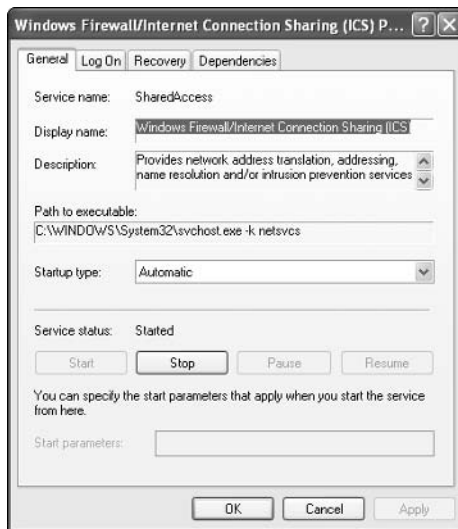 Windows Firewall/Internet Connection Sharing (ICS) P...
General Log On Recovery Dependencies
Service name: SharedAccess
Display name: Windows Firewall/Internet Connection Sharing (ICS)
Description: Provides network address translation, addressing,
name resolution and/or intrusion prevention services
Path to executable:
C:\WINDOWS\System32\svchost.exe -k netsvcs
Startup type: Automatic
Service status: Started
Start Stop Pause Resume
You can specify the start parameters that apply when you start the service
from here.
Start parameters:
OK Cancel Apply